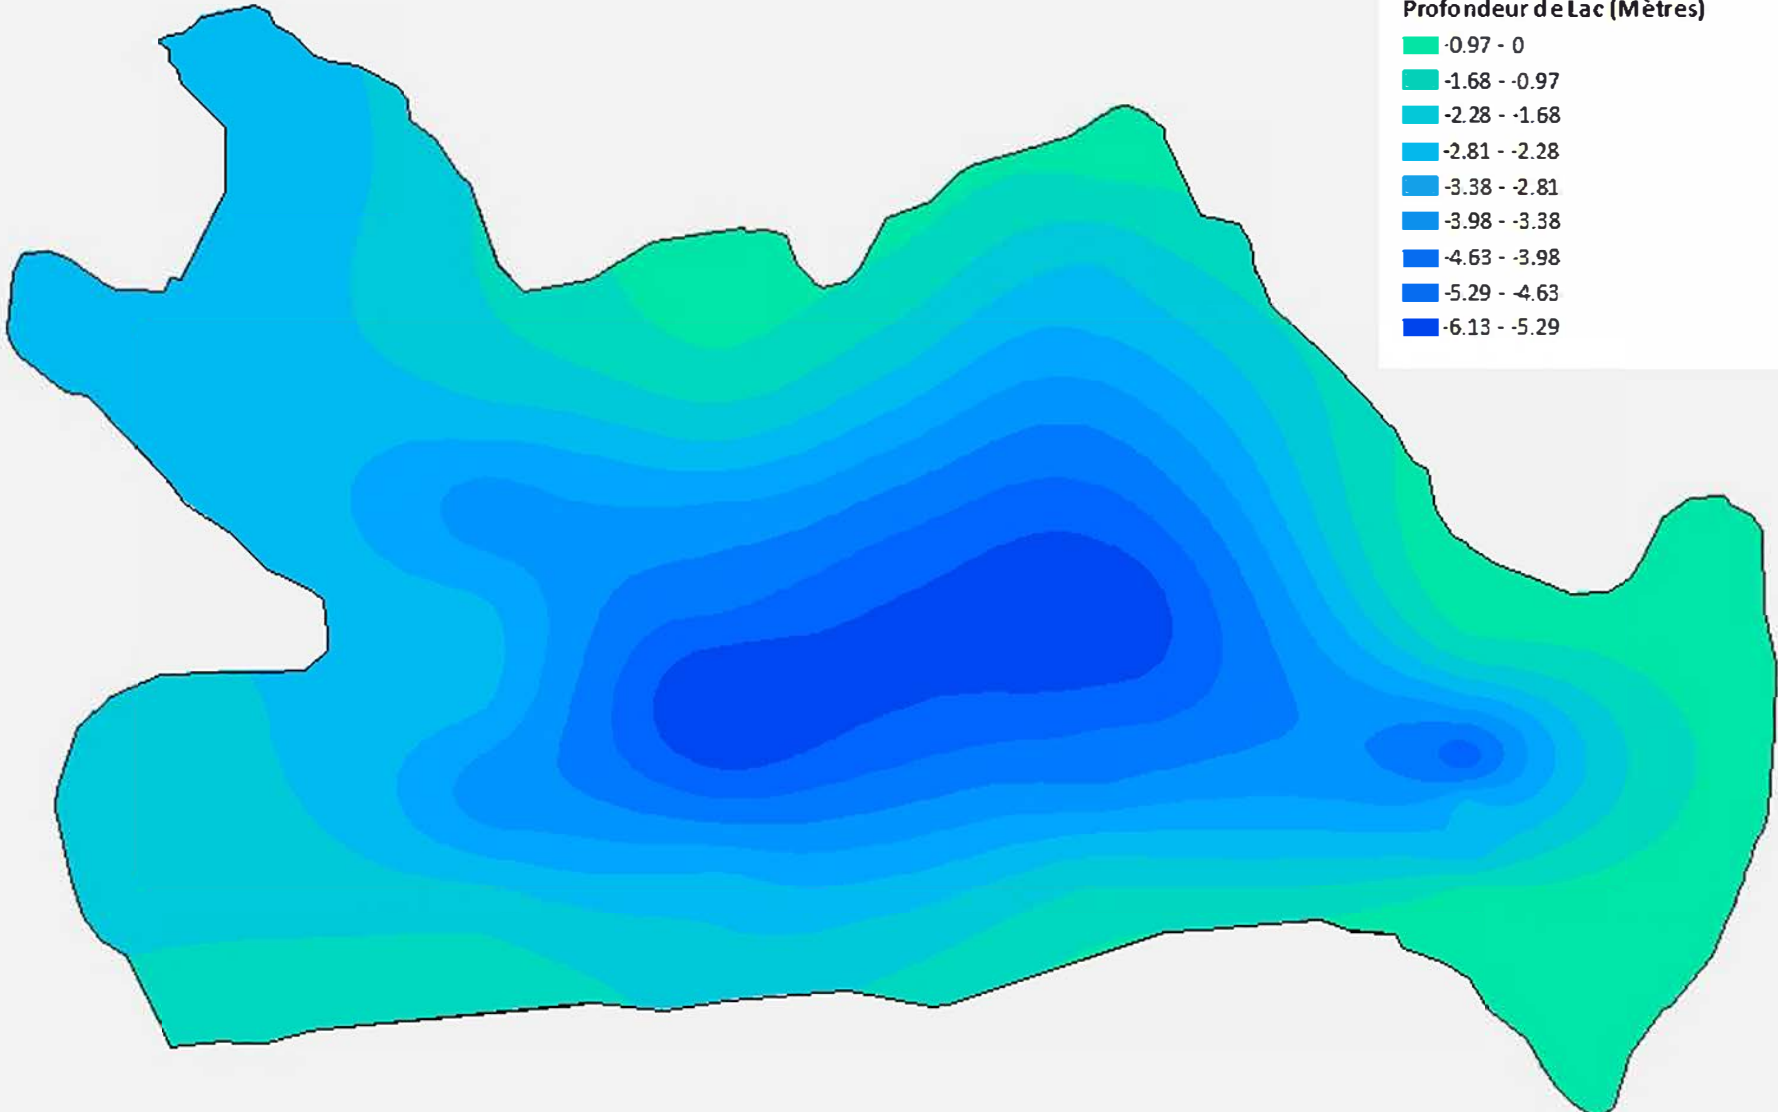 Profondeur de Lac (Mètres)
-0.97 - 0
-1.68 - -0.97
-2.28 - -1.68
-2.81 - -2.28
-3.38 - -2.81
-3.98 - -3.38
-4.63 - -3.98
-5.29 - -4.63
-6.13 - -5.29